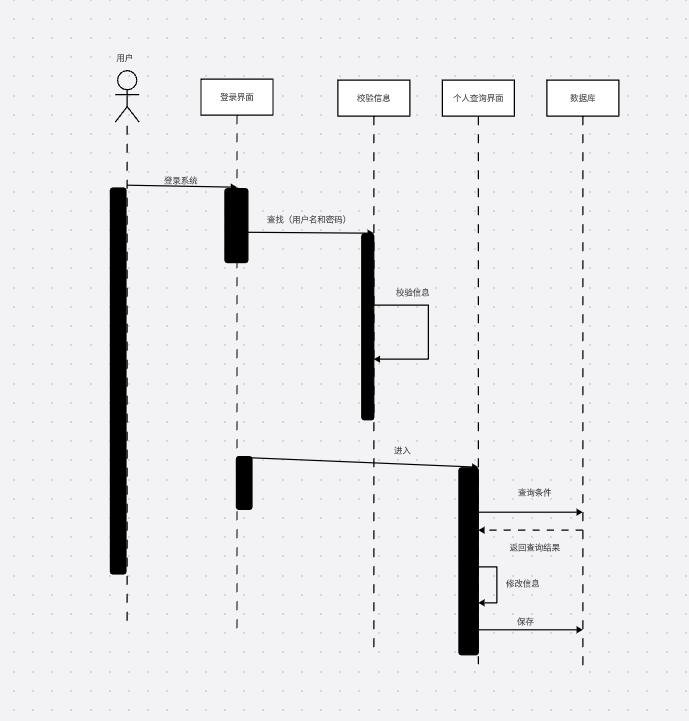 用户
登录界面
校验信息
个人查询界面
数据库
登录系统
查找（用户名和密码）
校验信息
进入
查询条件
返回查询结果
修改信息
保存